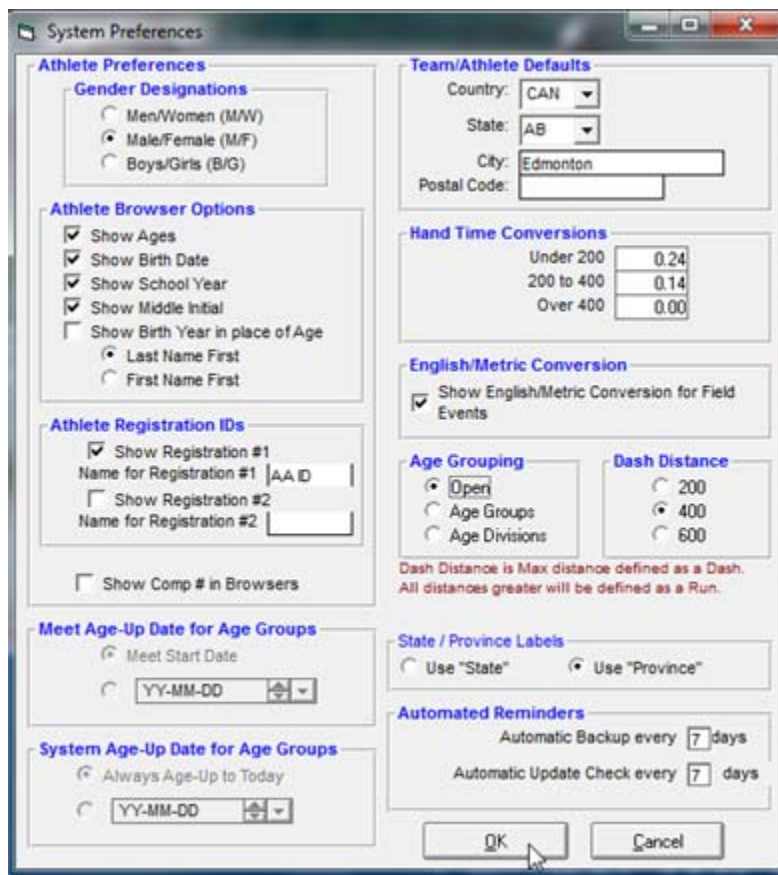 System Preferences
Athlete Preferences
Gender Designations
Men/Women (M/W)
Male/Female (M/F)
Boys/Girls (B/G)
Athlete Browser Options
Show Ages
Show Birth Date
Show School Year
Show Middle Initial
Show Birth Year in place of Age
Last Name First
First Name First
Athlete Registration IDs
Show Registration #1
Name for Registration #1 AA ID
Show Registration #2
Name for Registration #2
Show Comp # in Browsers
Meet Age-Up Date for Age Groups
Meet Start Date
YY-MM-DD
System Age-Up Date for Age Groups
Always Age-Up to Today
YY-MM-DD
Team/Athlete Defaults
Country: CAN
State: AB
City: Edmonton
Postal Code:
Hand Time Conversions
Under 200 0.24
200 to 400 0.14
Over 400 0.00
English/Metric Conversion
Show English/Metric Conversion for Field
Events
Age Grouping
Open
Age Groups
Age Divisions
Dash Distance
200
400
600
Dash Distance is Max distance defined as a Dash.
All distances greater will be defined as a Run.
State / Province Labels
Use "State" Use "Province"
Automated Reminders
Automatic Backup every 7 days
Automatic Update Check every 7 days
OK Cancel